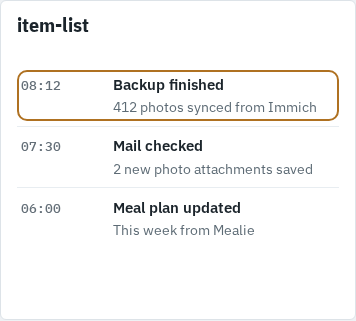 item-list
08:12 Backup finished
412 photos synced from Immich
07:30 Mail checked
2 new photo attachments saved
06:00 Meal plan updated
This week from Mealie